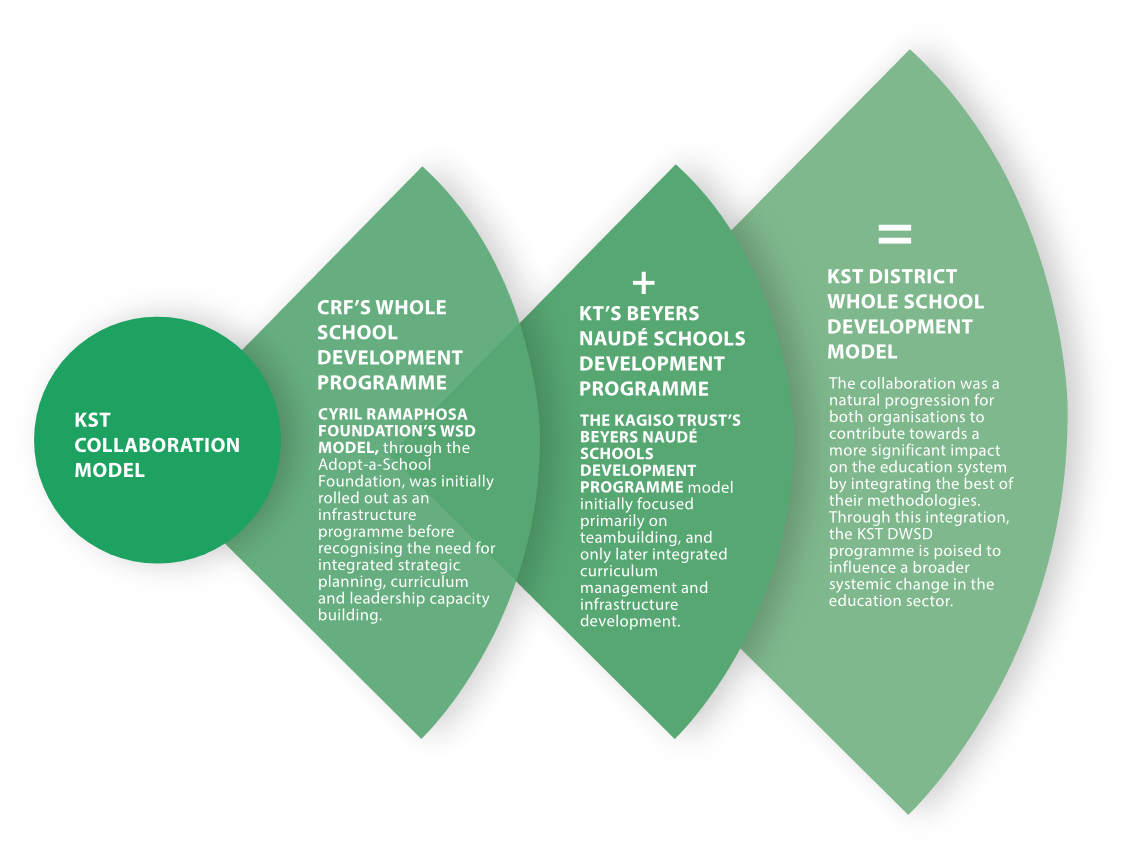 KST
COLLABORATION
MODEL
CRF’S WHOLE
SCHOOL
DEVELOPMENT
PROGRAMME
CYRIL RAMAPHOSA
FOUNDATION’S WSD
MODEL, through the
Adopt-a-School
Foundation, was initially
rolled out as an
infrastructure
programme before
recognising the need for
integrated strategic
planning, curriculum
and leadership capacity
building.
+
KT’S BEYERS
NAUDÉ SCHOOLS
DEVELOPMENT
PROGRAMME
THE KAGISO TRUST’S
BEYERS NAUDÉ
SCHOOLS
DEVELOPMENT
PROGRAMME model
initially focused
primarily on
teambuilding, and
only later integrated
curriculum
management and
infrastructure
development.
=
KST DISTRICT
WHOLE SCHOOL
DEVELOPMENT
MODEL
The collaboration was a
natural progression for
both organisations to
contribute towards a
more significant impact
on the education system
by integrating the best of
their methodologies.
Through this integration,
the KST DWSD
programme is poised to
influence a broader
systemic change in the
education sector.